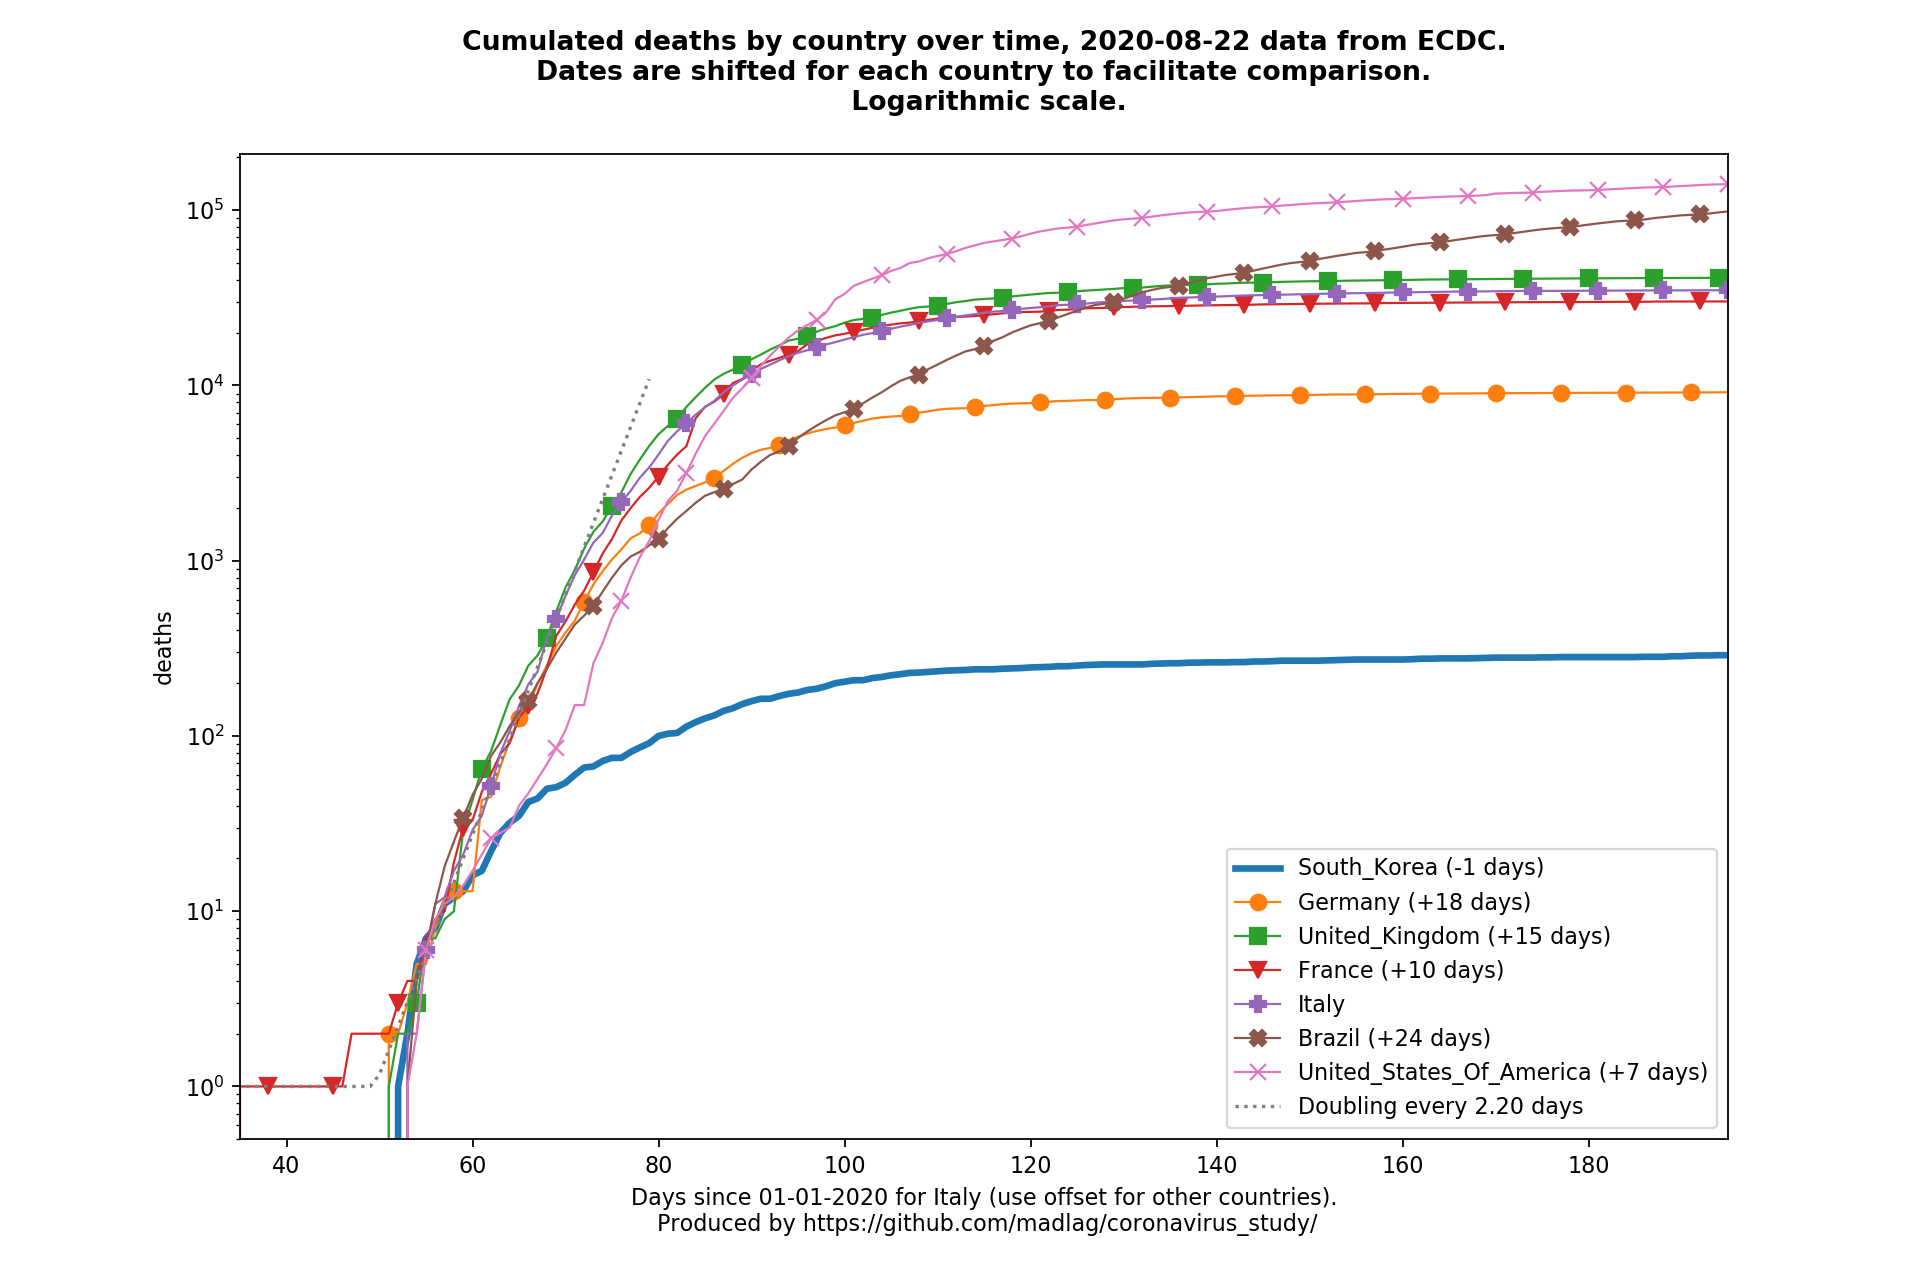 Cumulated deaths by country over time, 2020-08-22 data from ECDC.
Dates are shifted for each country to facilitate comparison.
Logarithmic scale.
10^5
10^4
10^3
10^2
10^1
10^0
deaths
South_Korea (-1 days)
Germany (+18 days)
United_Kingdom (+15 days)
France (+10 days)
Italy
Brazil (+24 days)
United_States_Of_America (+7 days)
Doubling every 2.20 days
40 60 80 100 120 140 160 180
Days since 01-01-2020 for Italy (use offset for other countries).
Produced by https://github.com/madlag/coronavirus_study/